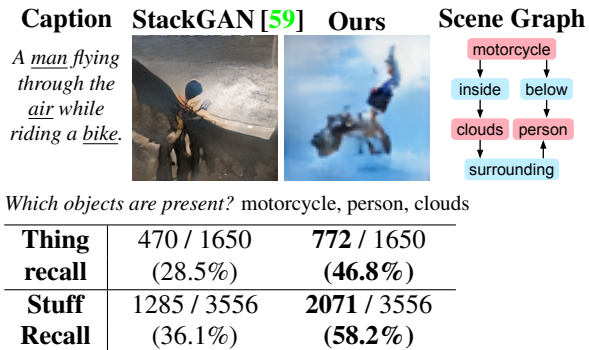 Caption StackGAN [59] Ours Scene Graph
A man flying
through the
air while
riding a bike.
motorcycle
inside below
clouds person
surrounding
Which objects are present? motorcycle, person, clouds
Thing 470 / 1650 772 / 1650
recall (28.5%) (46.8%)
Stuff 1285 / 3556 2071 / 3556
Recall (36.1%) (58.2%)